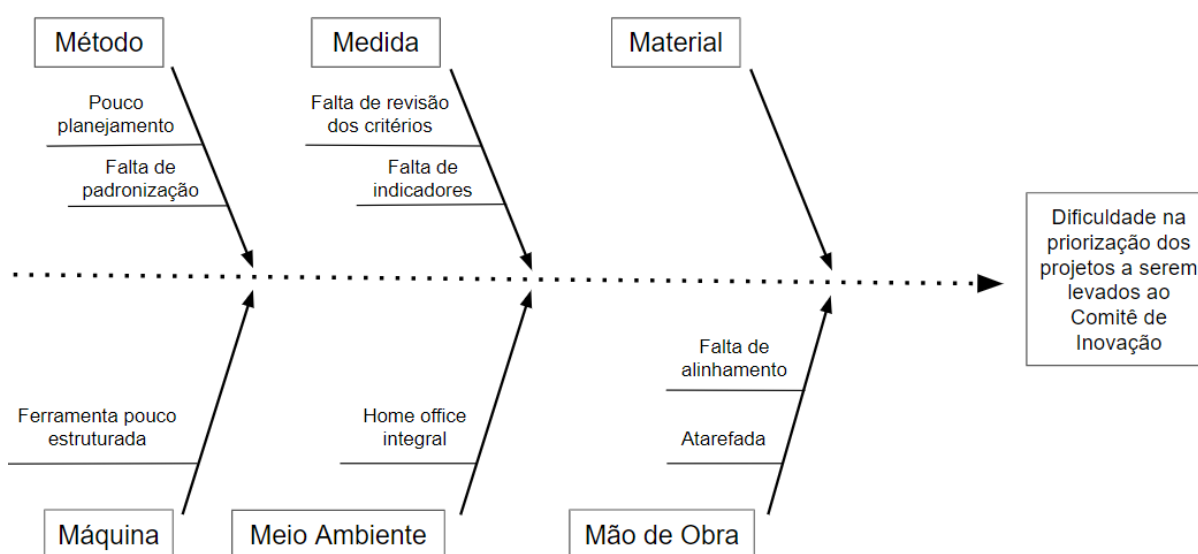 Método
Medida
Material
Pouco
planejamento
Falta de
padronização
Falta de revisão
dos critérios
Falta de
indicadores
Dificuldade na
priorização dos
projetos a serem
levados ao
Comitê de
Inovação
Ferramenta pouco
estruturada
Home office
integral
Falta de
alinhamento
Atarefada
Máquina
Meio Ambiente
Mão de Obra